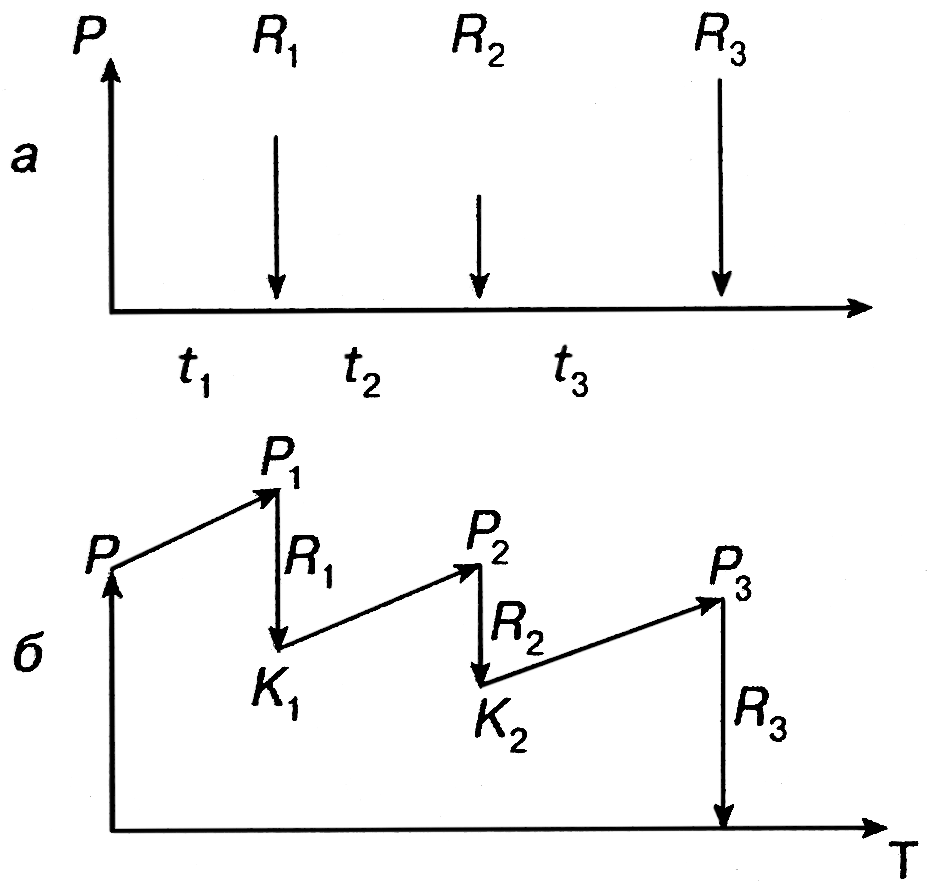 P R₁ R₂ R₃
а
t₁ t₂ t₃
P₁
P R₁ P₂ P₃
б R₂
K₁ K₂ R₃
T